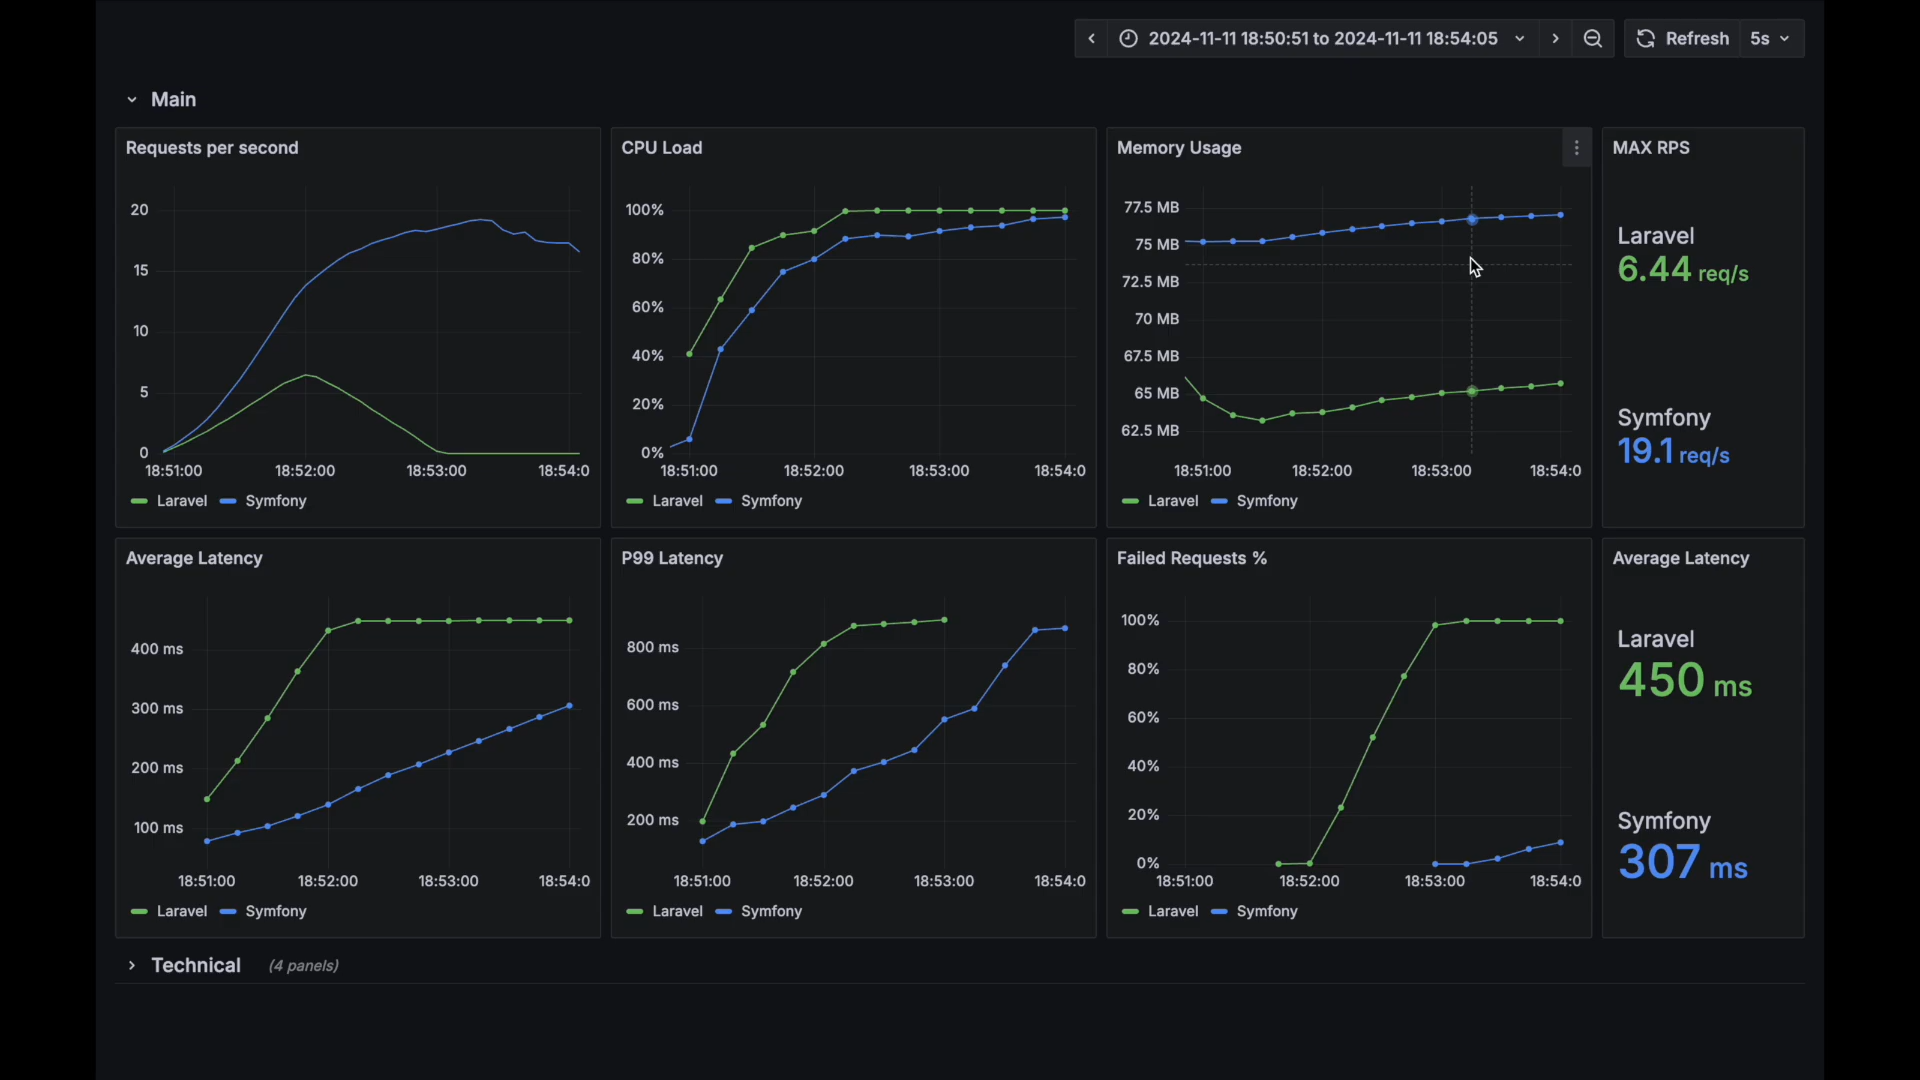 2024-11-11 18:50:51 to 2024-11-11 18:54:05
Refresh
5s
Main
Requests per second
20
15
10
5
0
18:51:00 18:52:00 18:53:00 18:54:0
Laravel Symfony
CPU Load
100%
80%
60%
40%
20%
0%
18:51:00 18:52:00 18:53:00 18:54:0
Laravel Symfony
Memory Usage
77.5 MB
75 MB
72.5 MB
70 MB
67.5 MB
65 MB
62.5 MB
18:51:00 18:52:00 18:53:00 18:54:0
Laravel Symfony
MAX RPS
Laravel
6.44 req/s
Symfony
19.1 req/s
Average Latency
400 ms
300 ms
200 ms
100 ms
18:51:00 18:52:00 18:53:00 18:54:0
Laravel Symfony
P99 Latency
800 ms
600 ms
400 ms
200 ms
18:51:00 18:52:00 18:53:00 18:54:0
Laravel Symfony
Failed Requests %
100%
80%
60%
40%
20%
0%
18:51:00 18:52:00 18:53:00 18:54:0
Laravel Symfony
Average Latency
Laravel
450 ms
Symfony
307 ms
Technical (4 panels)